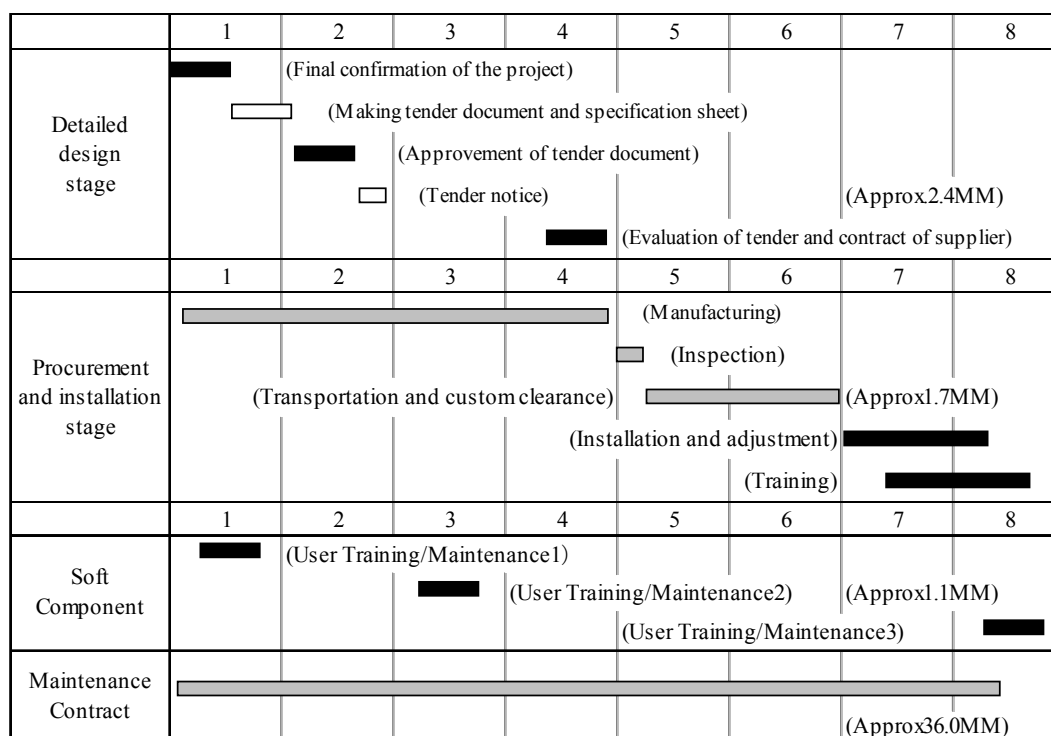 1 2 3 4 5 6 7 8
Detailed
design
stage
(Final confirmation of the project)
(Making tender document and specification sheet)
(Approvement of tender document)
(Tender notice)
(Approx.2.4MM)
(Evaluation of tender and contract of supplier)
1 2 3 4 5 6 7 8
Procurement
and installation
stage
(Manufacturing)
(Inspection)
(Transportation and custom clearance)
(Approx1.7MM)
(Installation and adjustment)
(Training)
1 2 3 4 5 6 7 8
Soft
Component
(User Training/Maintenance1)
(User Training/Maintenance2)
(Approx1.1MM)
(User Training/Maintenance3)
Maintenance
Contract
(Approx36.0MM)